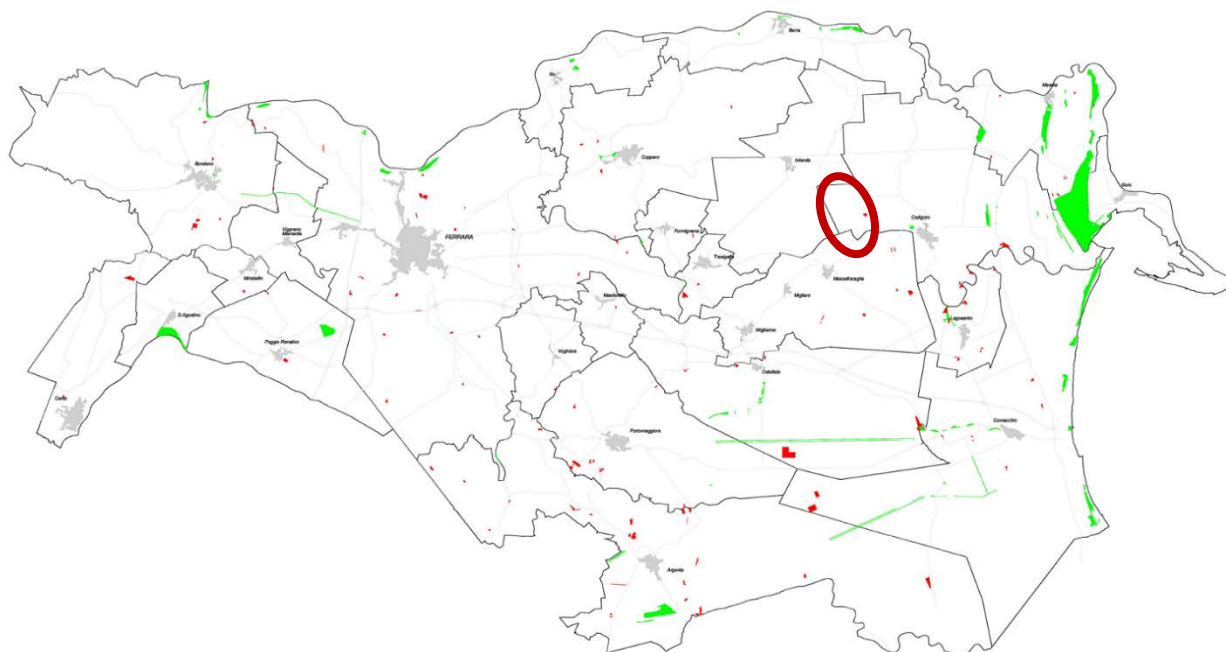 Berra
Ro
Mesola
Bondeno
Copparo
Jolanda
Goro
Vigarano
Mainarda
FERRARA
Formignana
Codigoro
Tresigallo
Mirabello
Massafiscaglia
Migliaro
Masi Torello
S.Agostino
Lagosanto
Migliarino
Poggio Renatico
Voghiera
Ostellato
Cento
Portomaggiore
Comacchio
Argenta